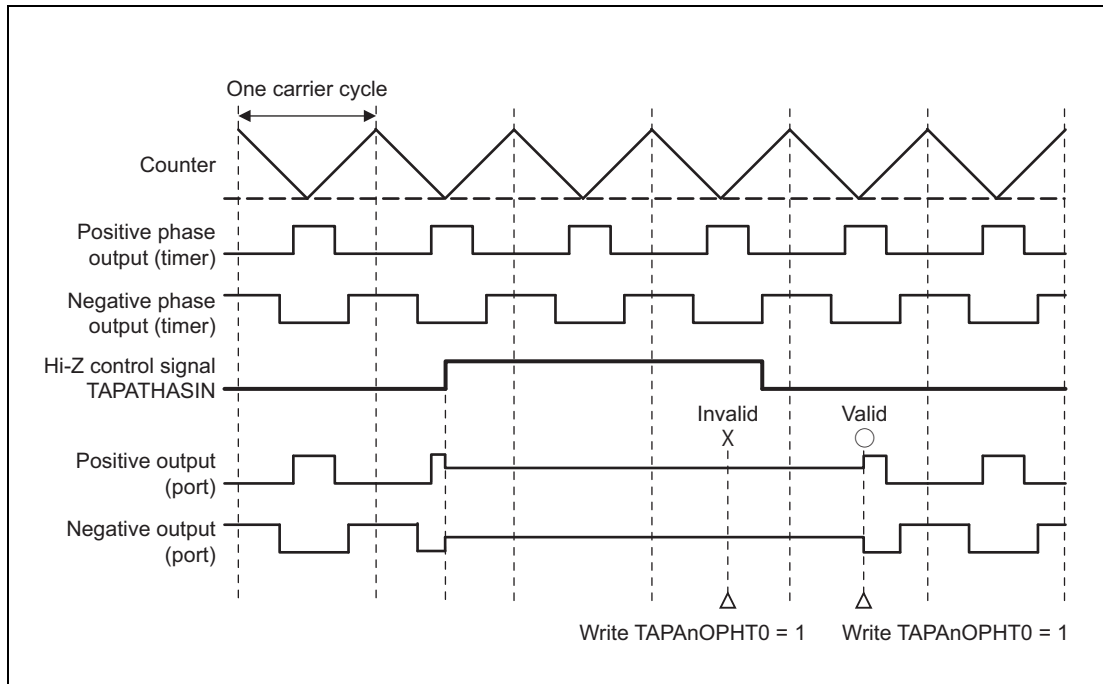 One carrier cycle
Counter
Positive phase
output (timer)
Negative phase
output (timer)
Hi-Z control signal
TAPATHASIN
Invalid
X
Valid
Positive output
(port)
Negative output
(port)
Write TAPAnOPHT0 = 1
Write TAPAnOPHT0 = 1